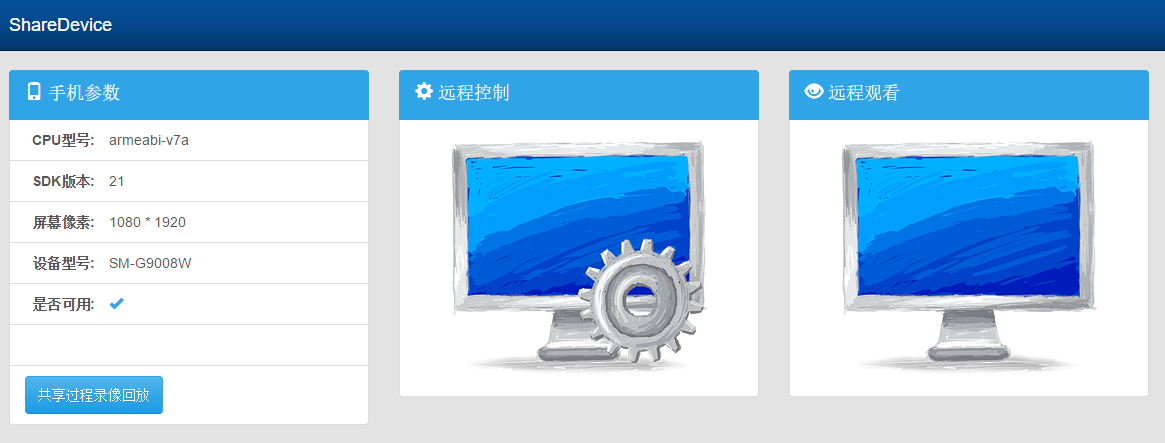 ShareDevice
手机参数
CPU型号: armeabi-v7a
SDK版本: 21
屏幕像素: 1080 * 1920
设备型号: SM-G9008W
是否可用:
共享过程录像回放
远程控制
远程观看